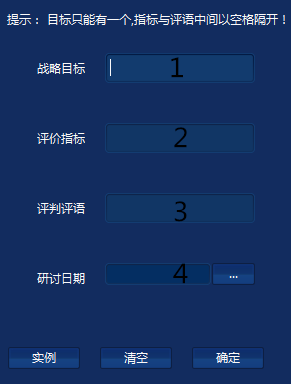 提示： 目标只能有一个,指标与评语中间以空格隔开！
战略目标 1
评价指标 2
评判评语 3
研讨日期 4 ...
实例 清空 确定